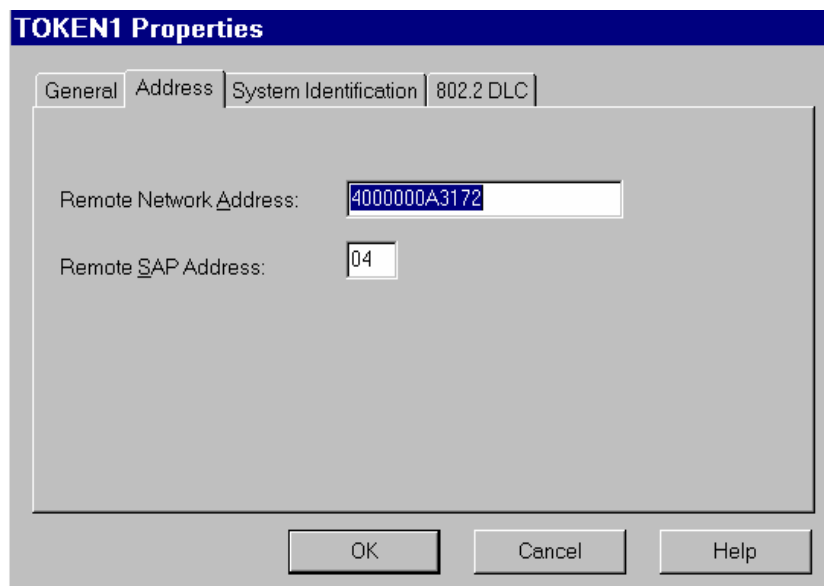 TOKEN1 Properties
General Address System Identification 802.2 DLC
Remote Network Address: 4000000A3172
Remote SAP Address: 04
OK Cancel Help